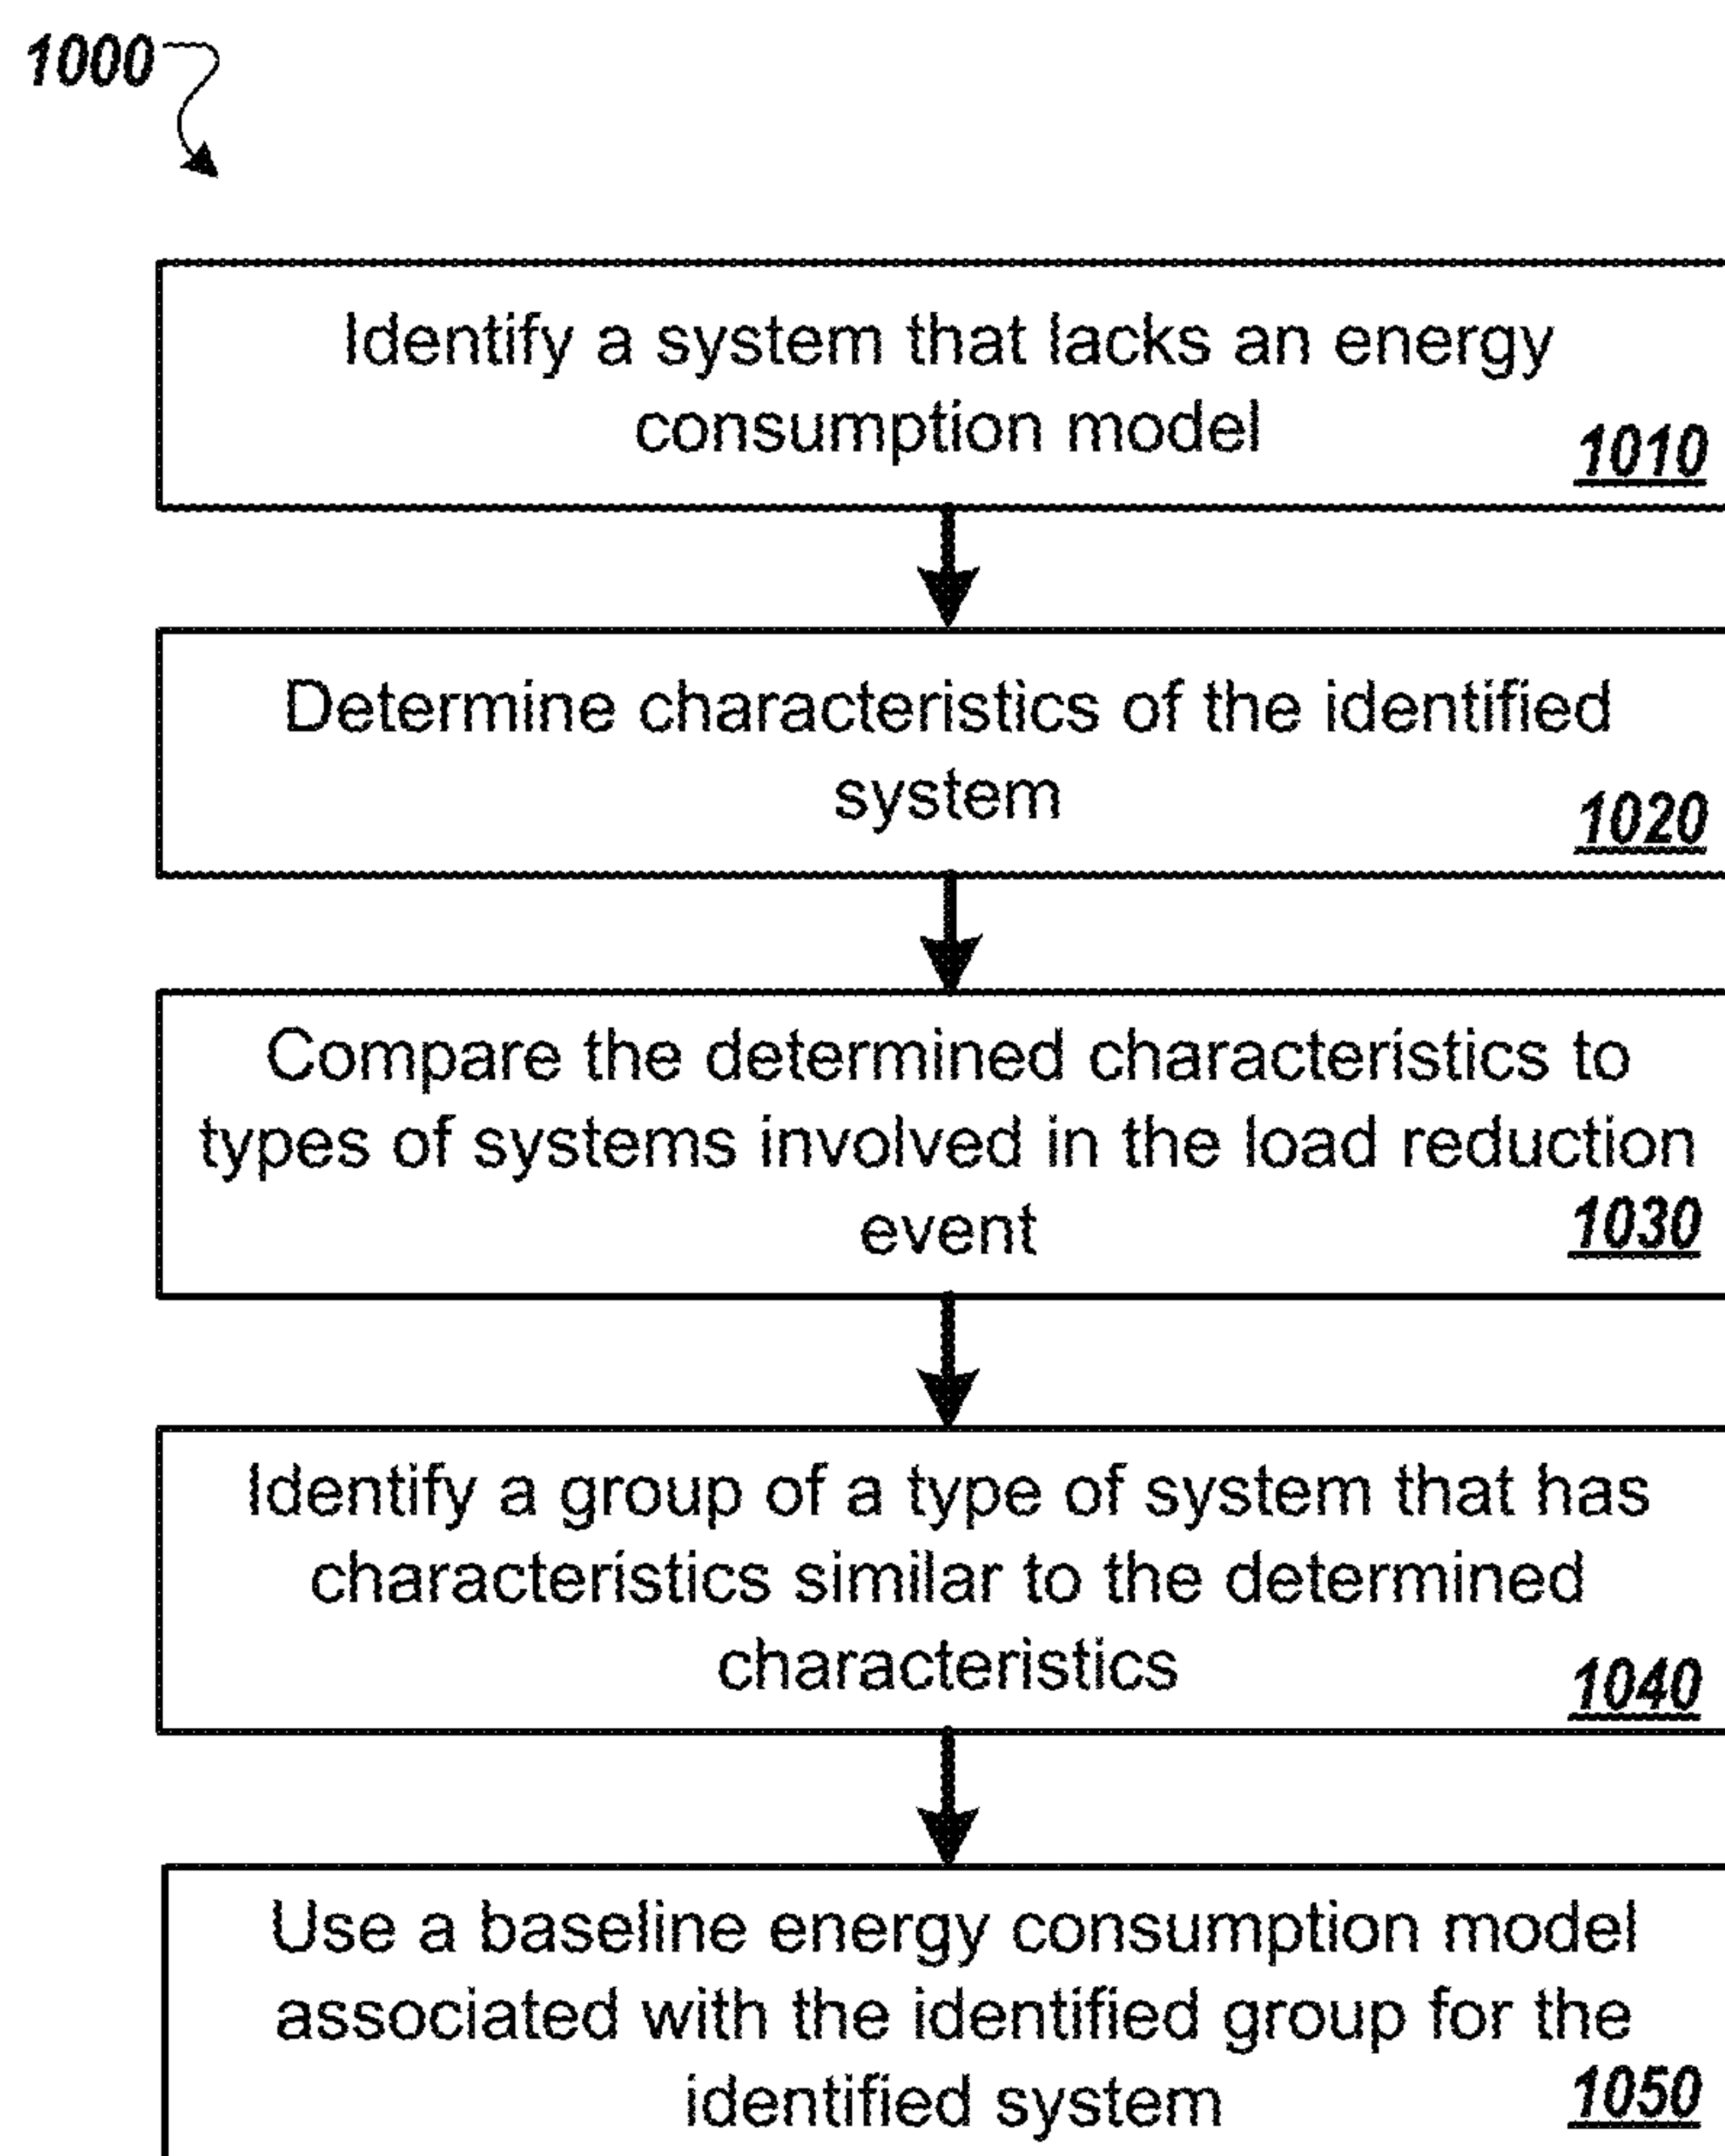 1000
Identify a system that lacks an energy
consumption model
1010
Determine characteristics of the identified
system
1020
Compare the determined characteristics to
types of systems involved in the load reduction
event
1030
Identify a group of a type of system that has
characteristics similar to the determined
characteristics
1040
Use a baseline energy consumption model
associated with the identified group for the
identified system
1050